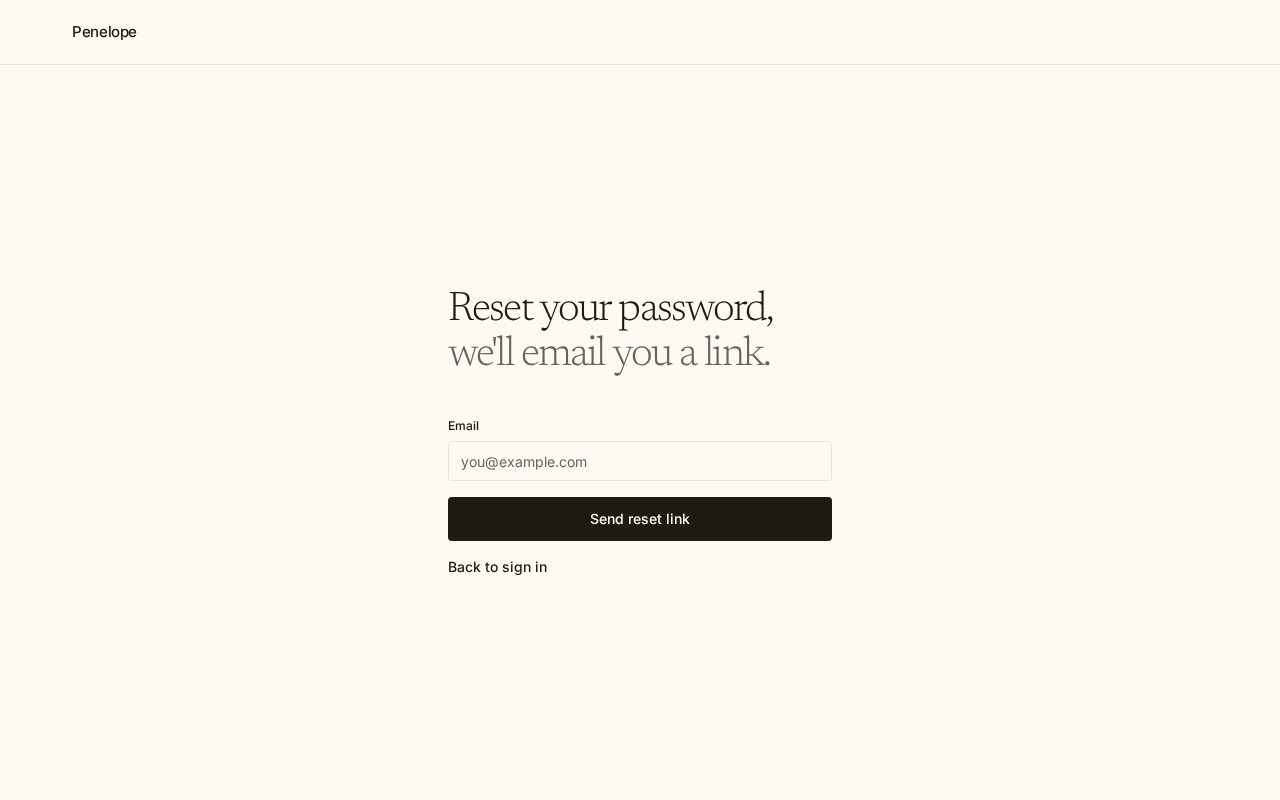 Penelope
Reset your password,
we'll email you a link.
Email
you@example.com
Send reset link
Back to sign in